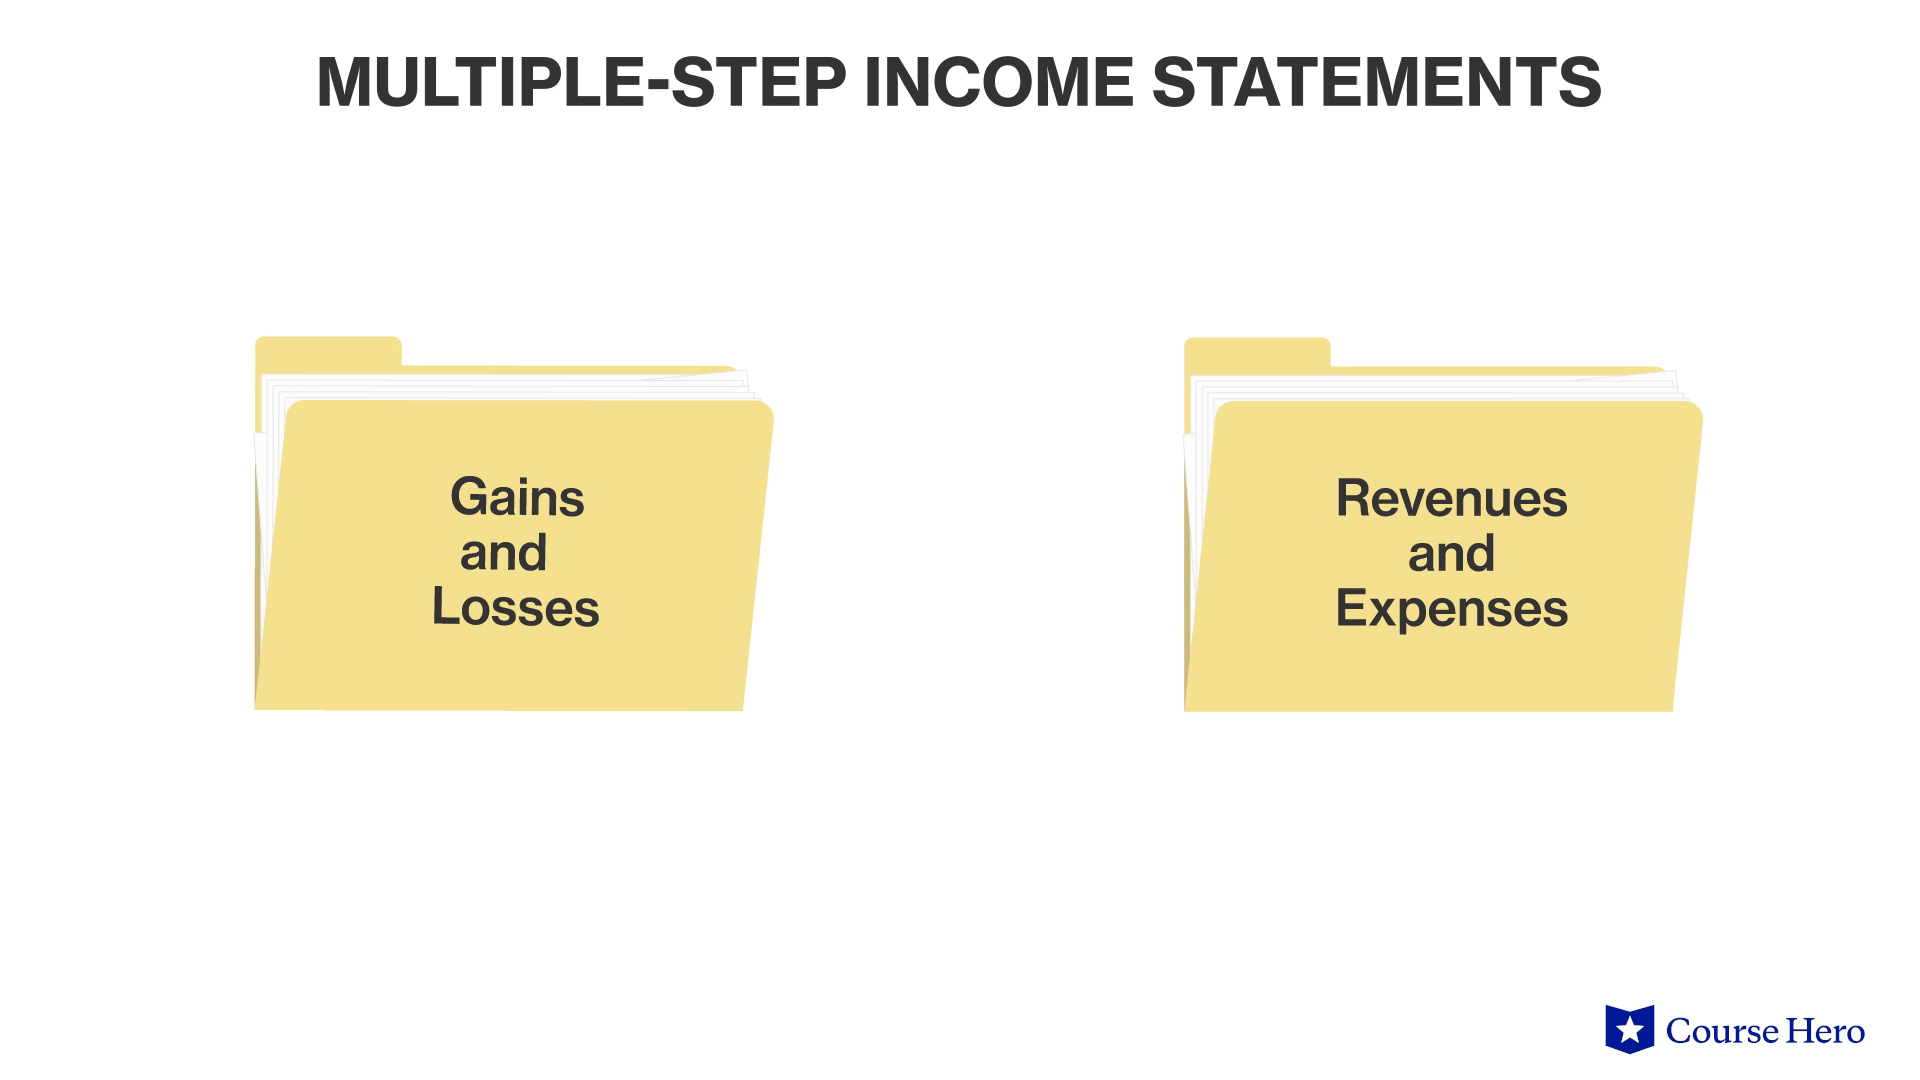 MULTIPLE-STEP INCOME STATEMENTS
Gains
and
Losses
Revenues
and
Expenses
Course Hero